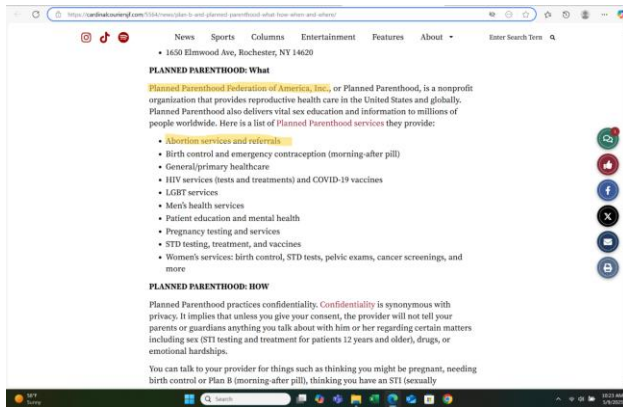 https://cardinalcouriersjf.com/5364/news/plan-b-and-planned-parenthood-what-how-when-and-where/
News Sports Columns Entertainment Features About Enter Search Term
• 1650 Elmwood Ave, Rochester, NY 14620
PLANNED PARENTHOOD: What
Planned Parenthood Federation of America, Inc., or Planned Parenthood, is a nonprofit
organization that provides reproductive health care in the United States and globally.
Planned Parenthood also delivers vital sex education and information to millions of
people worldwide. Here is a list of Planned Parenthood services they provide:
• Abortion services and referrals
• Birth control and emergency contraception (morning-after pill)
• General/primary healthcare
• HIV services (tests and treatments) and COVID-19 vaccines
• LGBT services
• Men's health services
• Patient education and mental health
• Pregnancy testing and services
• STD testing, treatment, and vaccines
• Women's services: birth control, STD tests, pelvic exams, cancer screenings, and
more
PLANNED PARENTHOOD: HOW
Planned Parenthood practices confidentiality. Confidentiality is synonymous with
privacy. It implies that unless you give your consent, the provider will not tell your
parents or guardians anything you talk about with him or her regarding certain matters
including sex (STI testing and treatment for patients 12 years and older), drugs, or
emotional hardships.
You can talk to your provider for things such as thinking you might be pregnant, needing
birth control or Plan B (morning-after pill), thinking you have an STI (sexually
58°F
Sunny
Search
10:23 AM